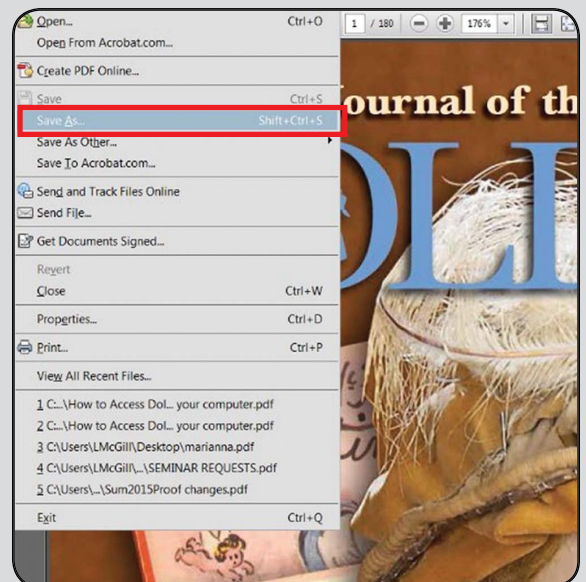 Open... Ctrl+O
1 / 180 176%
Open From Acrobat.com...
Create PDF Online...
Save Ctrl+S
Save As... Shift+Ctrl+S
Save As Other...
Save To Acrobat.com...
Send and Track Files Online
Send File...
Get Documents Signed...
Revert
Close Ctrl+W
Properties... Ctrl+D
Print... Ctrl+P
View All Recent Files...
1 C:...\How to Access Dol... your computer.pdf
2 C:...\How to Access Dol... your computer.pdf
3 C:\Users\LMcGill\Desktop\marianna.pdf
4 C:\Users\LMcGill\...\SEMINAR REQUESTS.pdf
5 C:\Users\...\Sum2015Proof changes.pdf
Exit Ctrl+Q
ournal of th
OLL